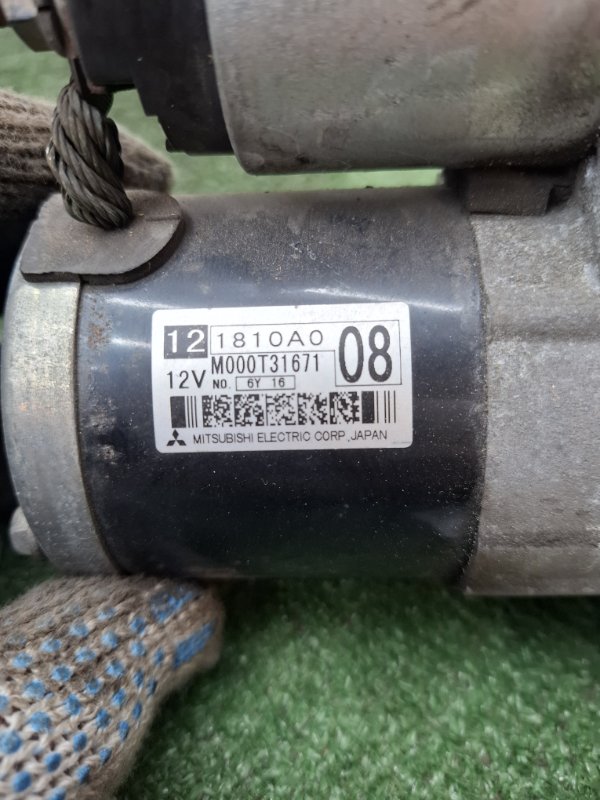 12 1810A0 08
12V M000T31671
NO. 6Y 16
MITSUBISHI ELECTRIC CORP., JAPAN